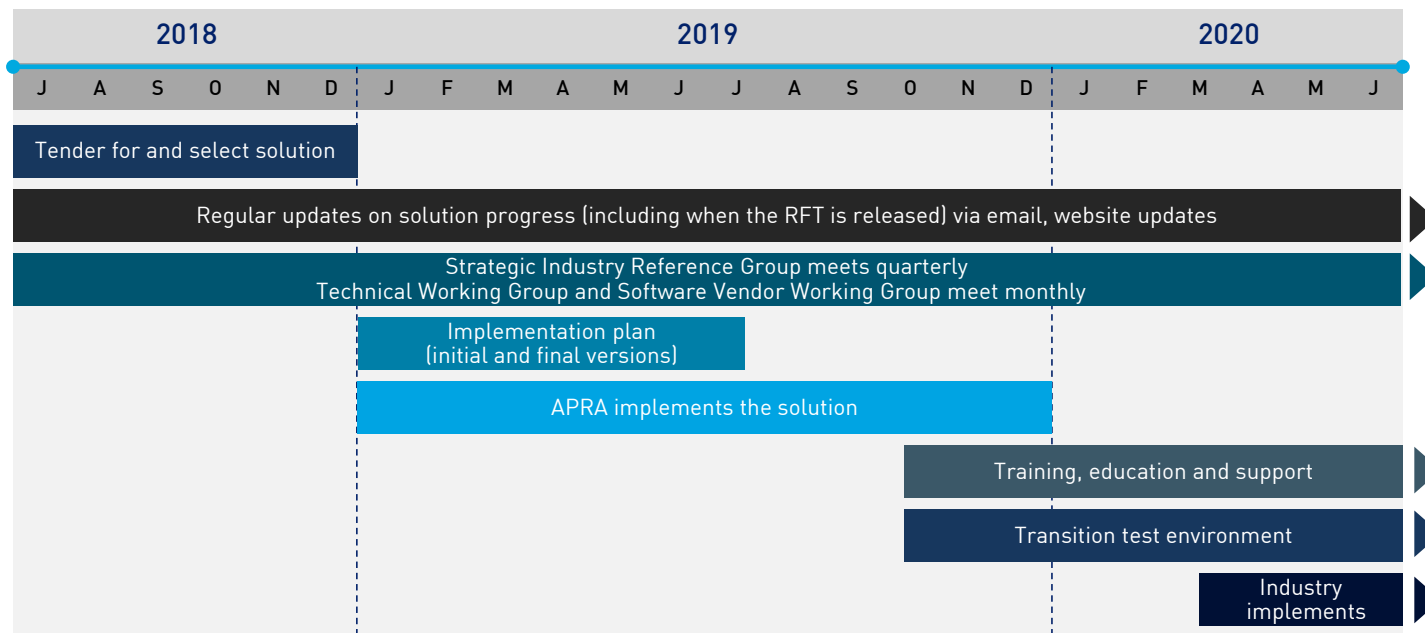 2018 2019 2020
J A S O N D J F M A M J J A S O N D J F M A M J
Tender for and select solution
Regular updates on solution progress (including when the RFT is released) via email, website updates
Strategic Industry Reference Group meets quarterly
Technical Working Group and Software Vendor Working Group meet monthly
Implementation plan
(initial and final versions)
APRA implements the solution
Training, education and support
Transition test environment
Industry
implements